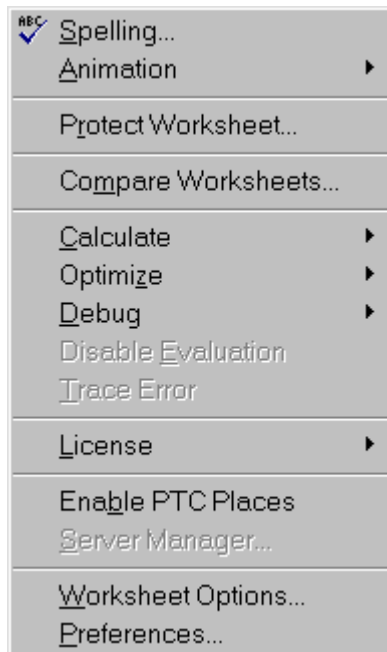 ABC
Spelling...
Animation
Protect Worksheet...
Compare Worksheets...
Calculate
Optimize
Debug
Disable Evaluation
Trace Error
License
Enable PTC Places
Server Manager...
Worksheet Options...
Preferences...